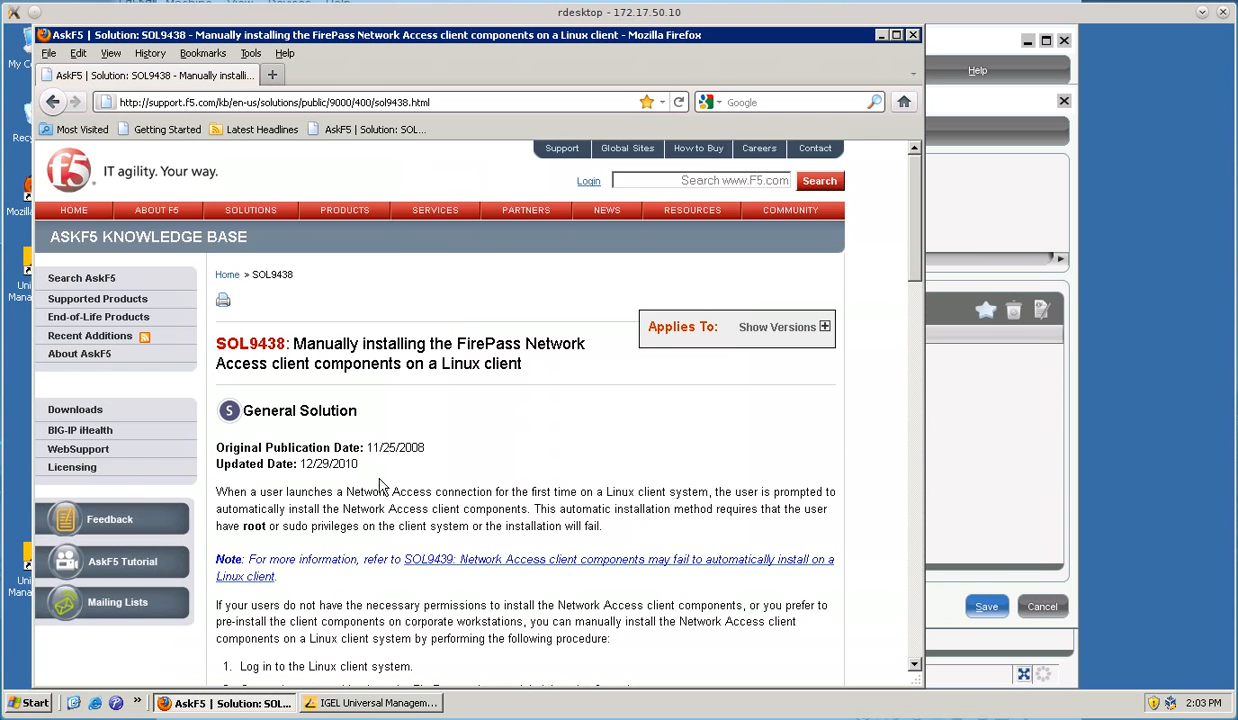 rdesktop - 172.17.50.10
AskF5 | Solution: SOL9438 - Manually installing the FirePass Network Access client components on a Linux client - Mozilla Firefox
File Edit View History Bookmarks Tools Help
AskF5 | Solution: SOL9438 - Manually installi...
http://support.f5.com/kb/en-us/solutions/public/9000/400/sol9438.html
Google
Most Visited Getting Started Latest Headlines AskF5 | Solution: SOL...
Help
Support Global Sites How to Buy Careers Contact
f5 IT agility. Your way.
Login Search www.F5.com Search
HOME ABOUT F5 SOLUTIONS PRODUCTS SERVICES PARTNERS NEWS RESOURCES COMMUNITY
ASKF5 KNOWLEDGE BASE
Search AskF5
Supported Products
End-of-Life Products
Recent Additions
About AskF5
Downloads
BIG-IP iHealth
WebSupport
Licensing
Feedback
AskF5 Tutorial
Mailing Lists
Home » SOL9438
Applies To: Show Versions
SOL9438: Manually installing the FirePass Network
Access client components on a Linux client
S General Solution
Original Publication Date: 11/25/2008
Updated Date: 12/29/2010
When a user launches a Network Access connection for the first time on a Linux client system, the user is prompted to
automatically install the Network Access client components. This automatic installation method requires that the user
have root or sudo privileges on the client system or the installation will fail.
Note: For more information, refer to SOL9439: Network Access client components may fail to automatically install on a
Linux client.
If your users do not have the necessary permissions to install the Network Access client components, or you prefer to
pre-install the client components on corporate workstations, you can manually install the Network Access client
components on a Linux client system by performing the following procedure:
1. Log in to the Linux client system.
Save Cancel
Start AskF5 | Solution: SOL... IGEL Universal Managem... 2:03 PM